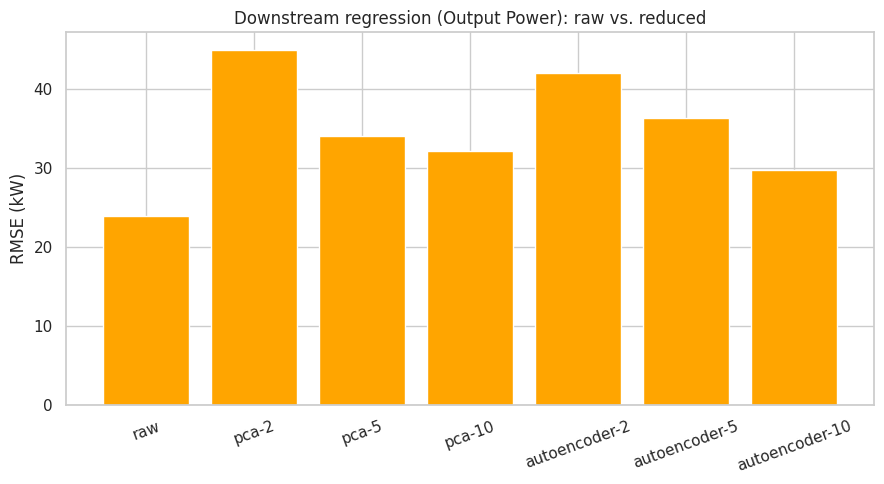 Downstream regression (Output Power): raw vs. reduced
RMSE (kW)
40
30
20
10
0
raw
pca-2
pca-5
pca-10
autoencoder-2
autoencoder-5
autoencoder-10